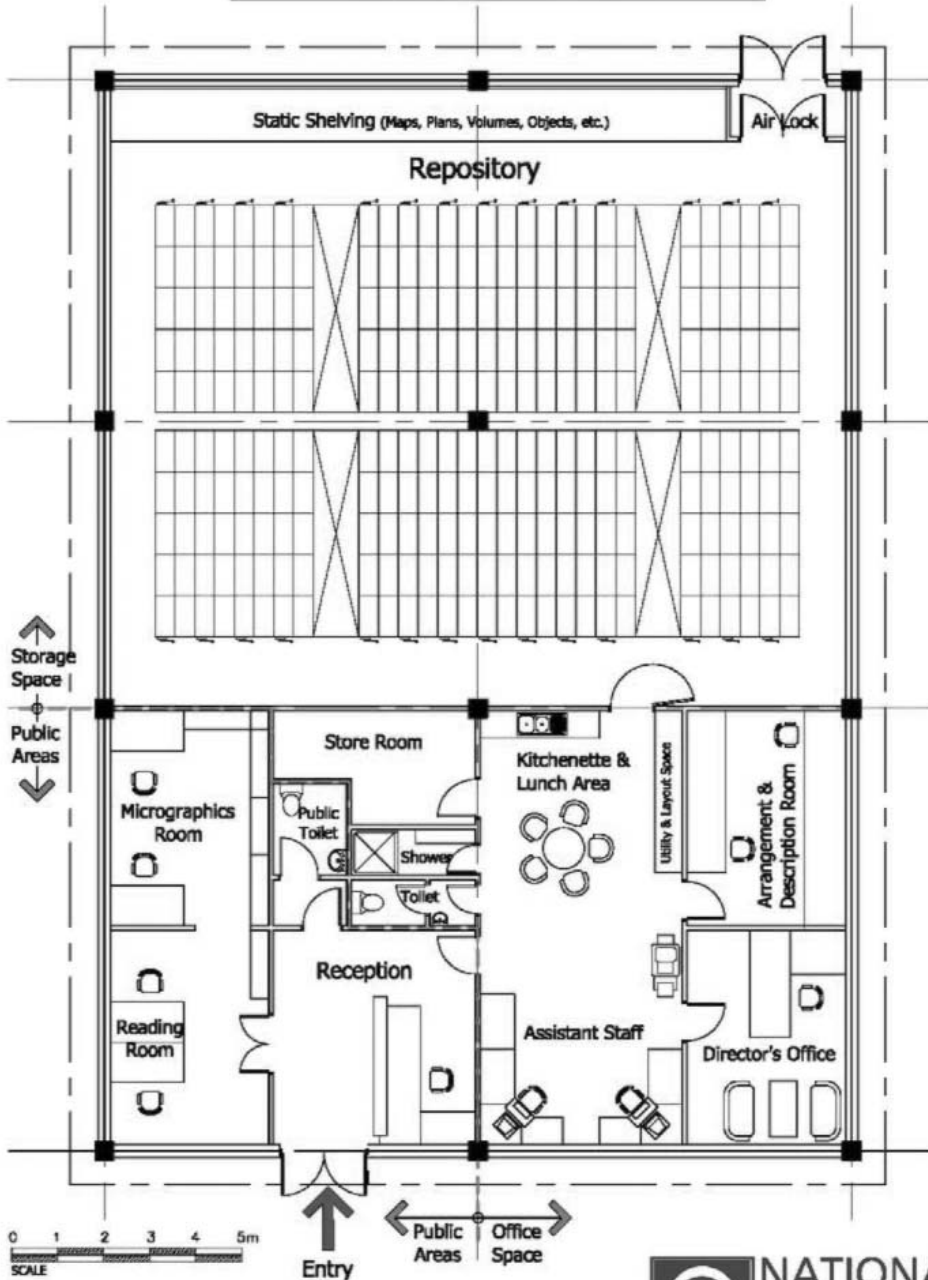 Static Shelving (Maps, Plans, Volumes, Objects, etc.)
Air Lock
Repository
Storage
Space
Public
Areas
Store Room
Kitchenette &
Lunch Area
Utility & Layout Space
Arrangement &
Description Room
Micrographics
Room
Public
Toilet
Shower
Toilet
Reception
Reading
Room
Assistant Staff
Director's Office
0 1 2 3 4 5m
SCALE
Entry
Public
Areas
Office
Space
NATIONA